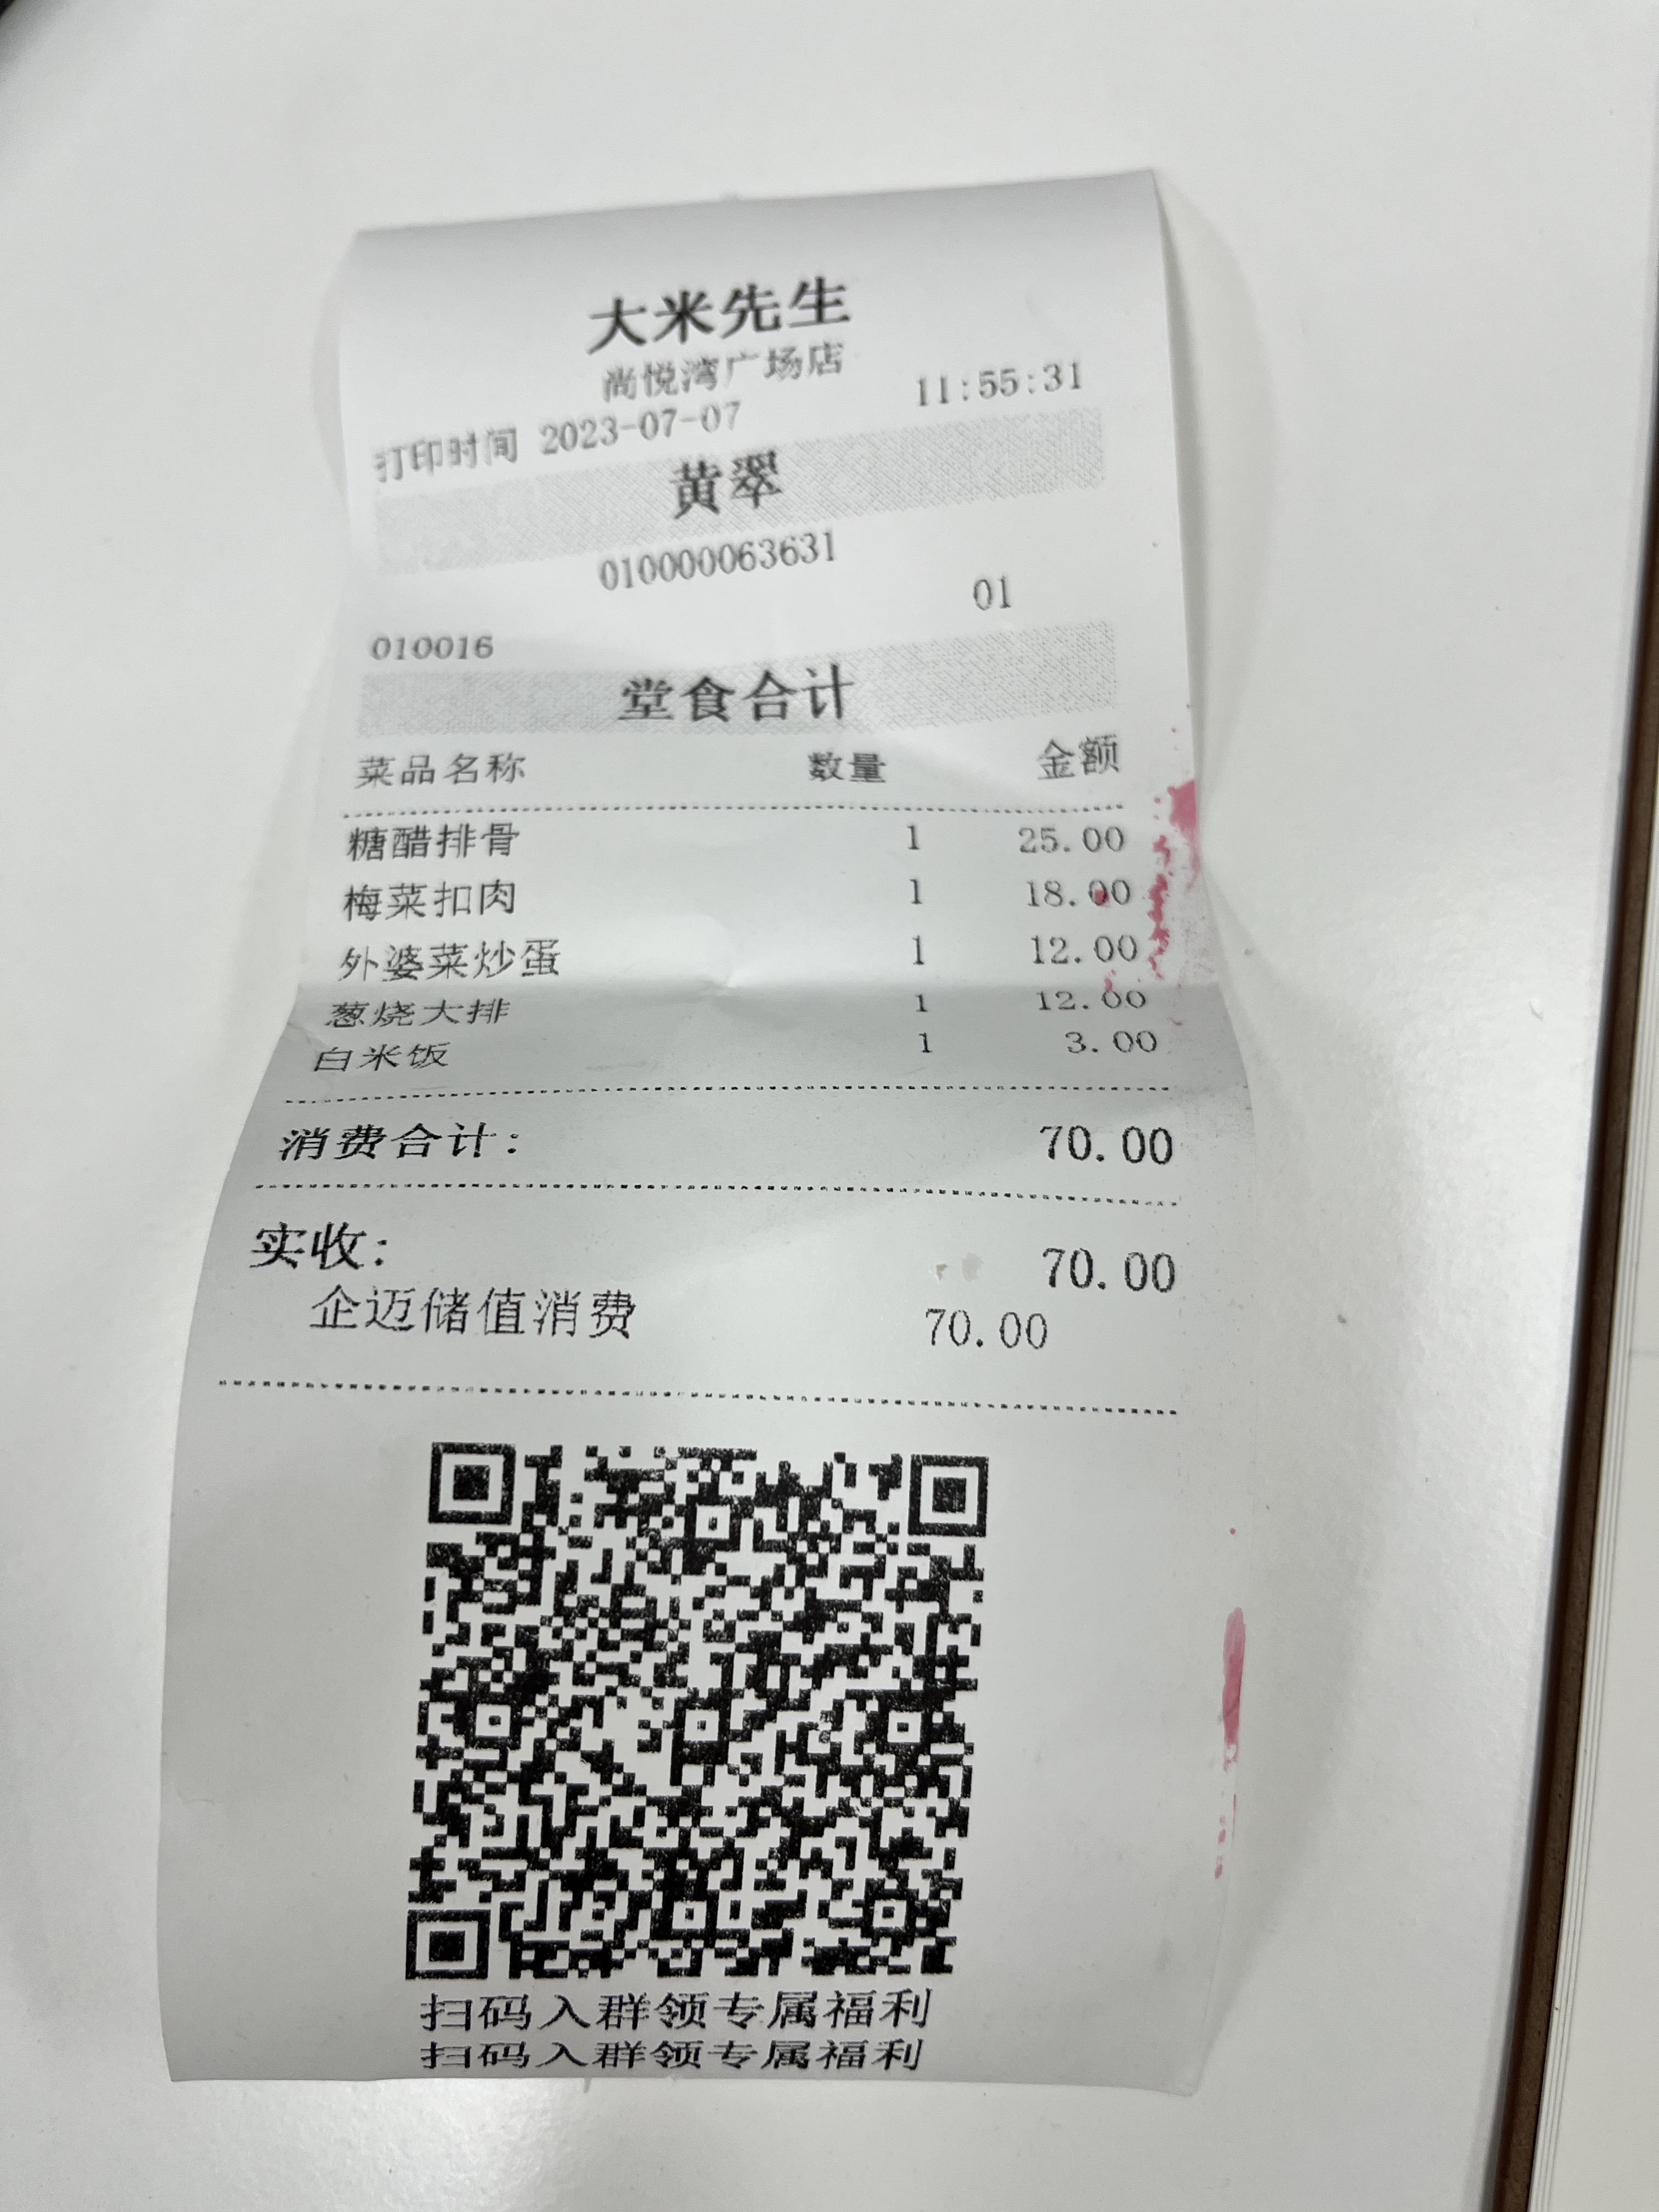 大米先生
尚悦湾广场店
打印时间 2023-07-07 11:55:31
黄翠
010000063631
010016 01
堂食合计
菜品名称 数量 金额
糖醋排骨 1 25.00
梅菜扣肉 1 18.00
外婆菜炒蛋 1 12.00
葱烧大排 1 12.00
白米饭 1 3.00
消费合计: 70.00
实收: 70.00
企迈储值消费 70.00
扫码入群领专属福利
扫码入群领专属福利